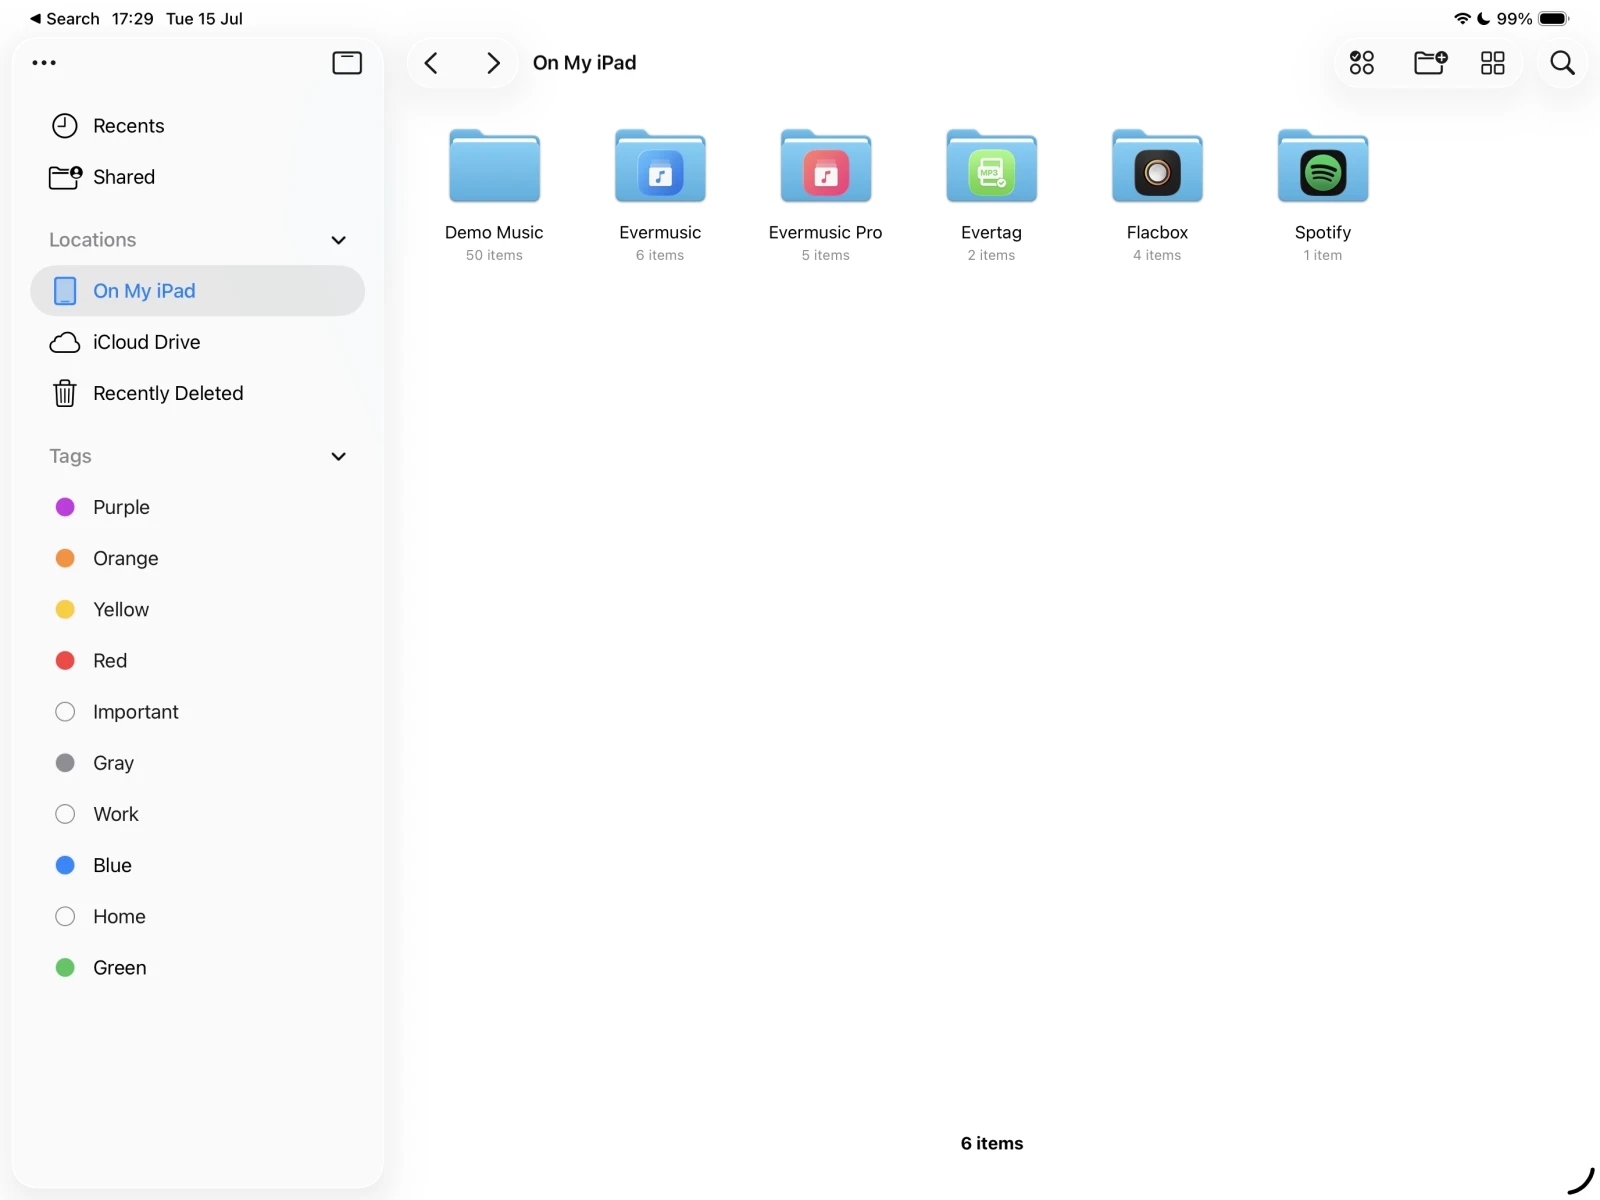 Search 17:29 Tue 15 Jul
99%
On My iPad
Recents
Shared
Locations
On My iPad
iCloud Drive
Recently Deleted
Tags
Purple
Orange
Yellow
Red
Important
Gray
Work
Blue
Home
Green
MP3
Demo Music
50 items
Evermusic
6 items
Evermusic Pro
5 items
Evertag
2 items
Flacbox
4 items
Spotify
1 item
6 items